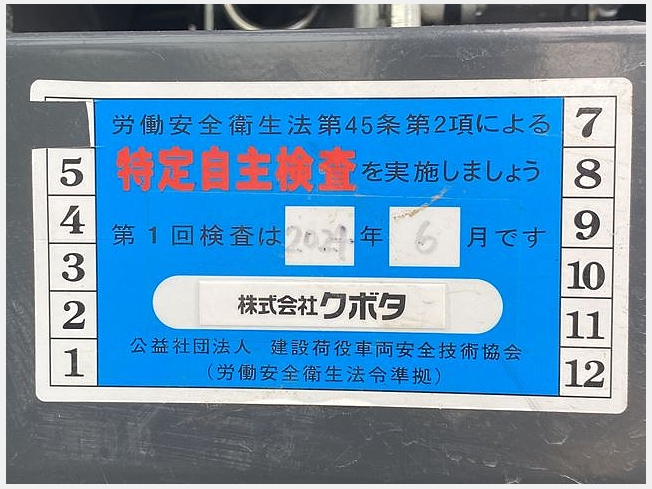 労働安全衛生法第45条第2項による
特定自主検査を実施しましょう
第1回検査は2024年6月です
株式会社クボタ
公益社団法人 建設荷役車両安全技術協会
(労働安全衛生法令準拠)
5
4
3
2
1
7
8
9
10
11
12